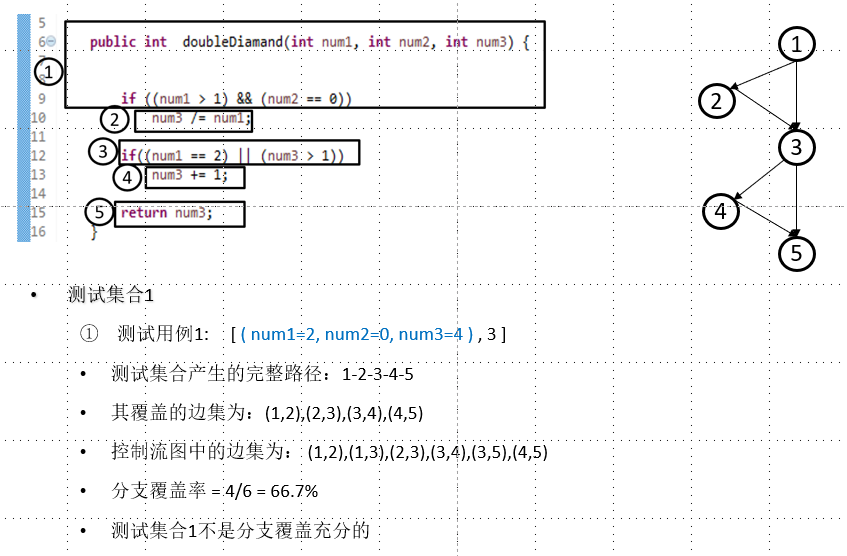 5
6 public int doubleDiamand(int num1, int num2, int num3) {
7
①
8
9 if ((num1 > 1) && (num2 == 0))
10 ② num3 /= num1;
11
12 ③ if((num1 == 2) || (num3 > 1))
13 ④ num3 += 1;
14
15 ⑤ return num3;
16 }
1
2
3
4
5
• 测试集合1
① 测试用例1: [ ( num1=2, num2=0, num3=4 ) , 3 ]
• 测试集合产生的完整路径：1-2-3-4-5
• 其覆盖的边集为：(1,2),(2,3),(3,4),(4,5)
• 控制流图中的边集为： (1,2),(1,3),(2,3),(3,4),(3,5),(4,5)
• 分支覆盖率 = 4/6 = 66.7%
• 测试集合1不是分支覆盖充分的